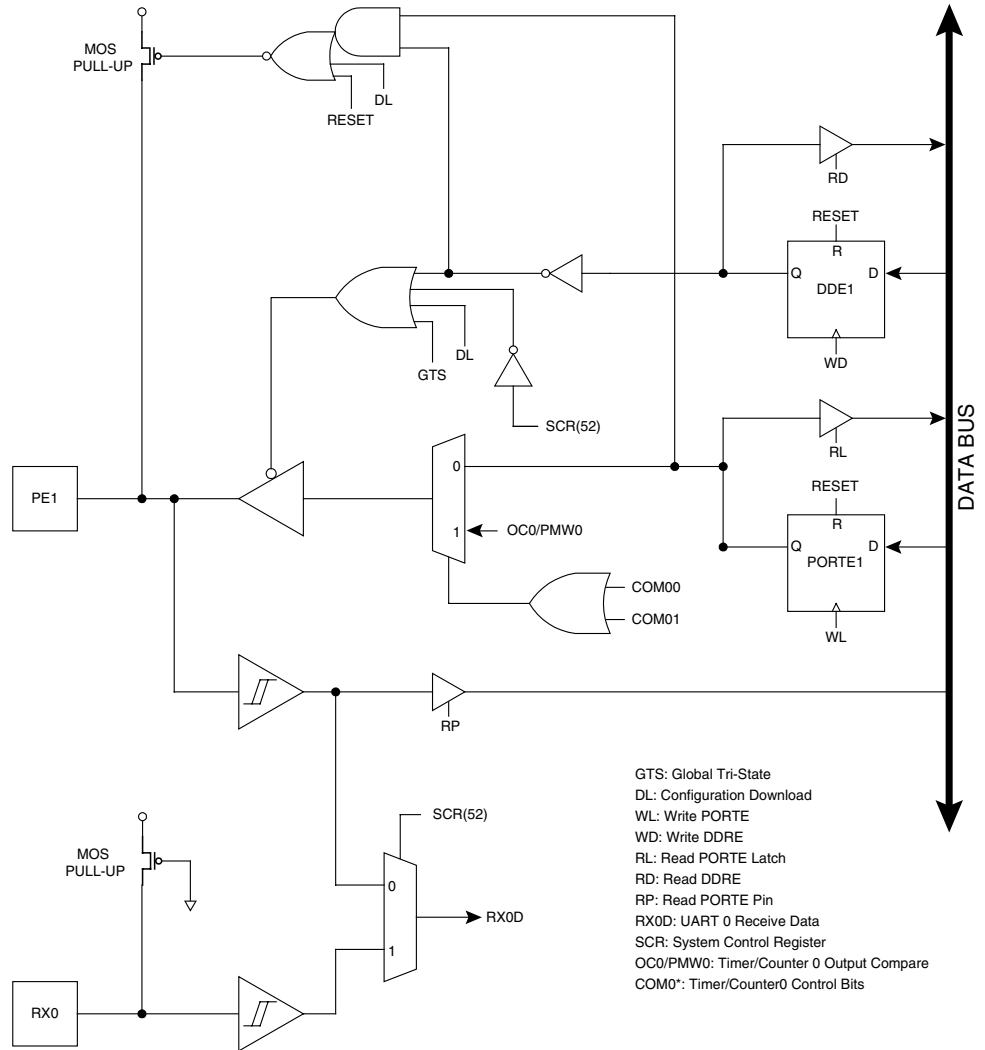 MOS
PULL-UP
DL
RESET
RD
RESET
R
Q
D
DDE1
WD
DL
GTS
SCR(52)
RL
DATA BUS
0
PE1
RESET
R
1
OC0/PMW0
Q
D
PORTE1
COM00
COM01
WL
RP
GTS: Global Tri-State
DL: Configuration Download
WL: Write PORTE
WD: Write DDRE
RL: Read PORTE Latch
RD: Read DDRE
RP: Read PORTE Pin
RX0D: UART 0 Receive Data
SCR: System Control Register
OC0/PMW0: Timer/Counter 0 Output Compare
COM0*: Timer/Counter0 Control Bits
SCR(52)
MOS
PULL-UP
0
RX0D
1
RX0